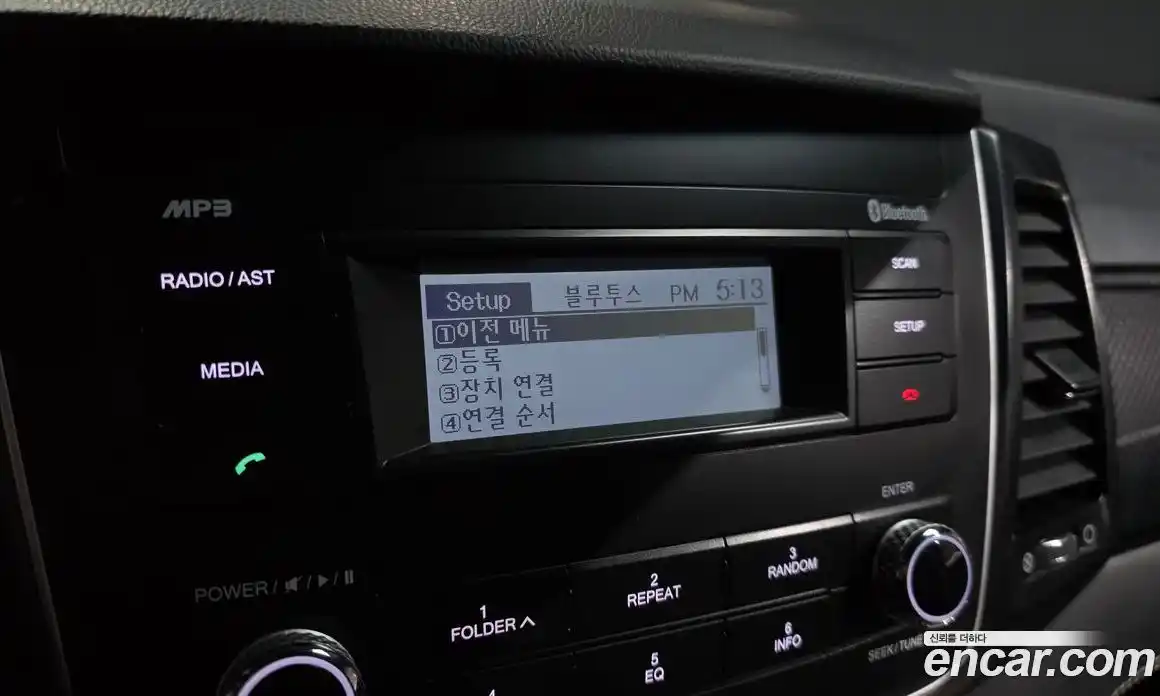 MP3
Bluetooth
RADIO / AST
SCAN
Setup 블루투스 PM 5:13
①이전 메뉴
②등록
③장치 연결
④연결 순서
SETUP
MEDIA
ENTER
POWER /
1
FOLDER
2
REPEAT
3
RANDOM
4
5
EQ
6
INFO
SEEK/TUNE
신뢰를 더하다
encar.com